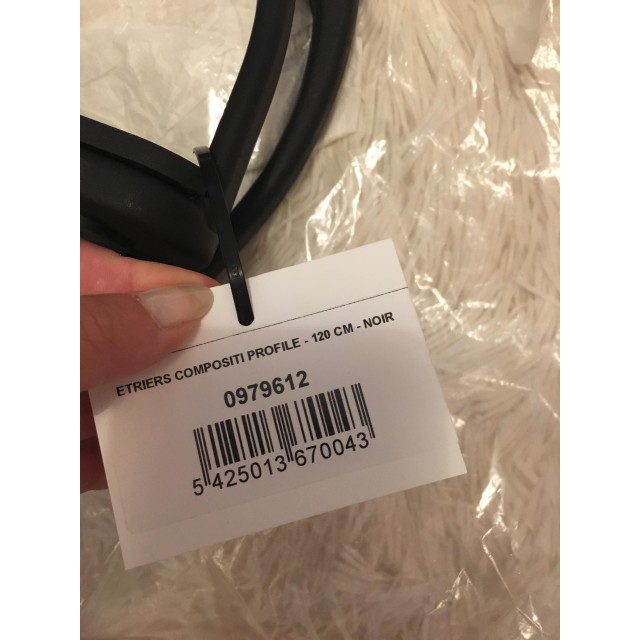 ETRIERS COMPOSITI PROFILE - 120 CM - NOIR
0979612
5 425013 670043